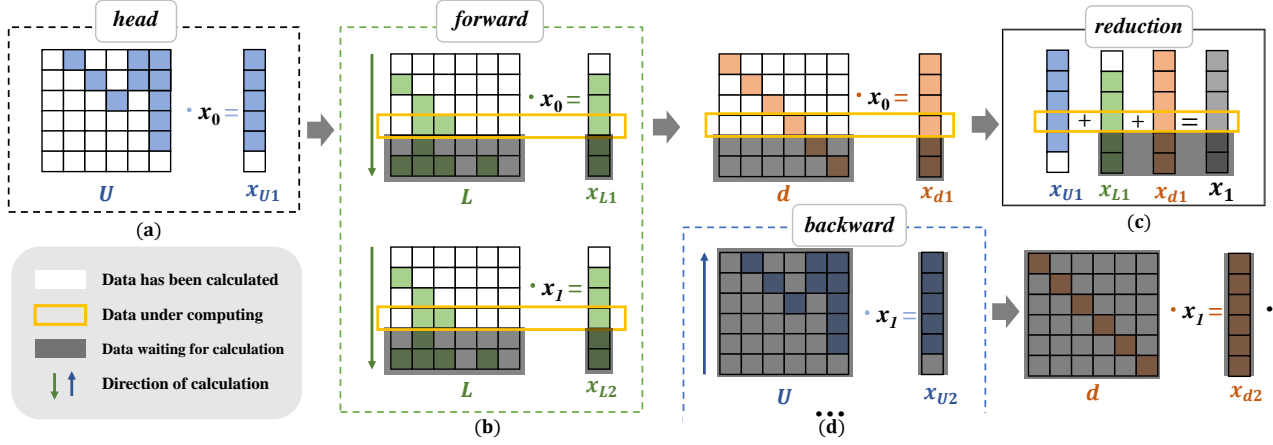 head
forward
reduction
· x0 =
· x0 =
· x0 =
+ + =
U
xU1
L
xL1
d
xd1
xU1
xL1
xd1
x1
(a)
(c)
backward
Data has been calculated
Data under computing
Data waiting for calculation
Direction of calculation
· x1 =
· x1 =
· x1 =
L
xL2
U
xU2
d
xd2
(b)
•••
(d)